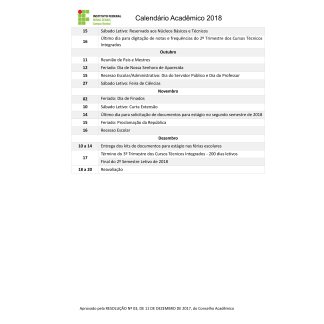 INSTITUTO FEDERAL
Calendário Acadêmico 2018
15 Sábado Letivo: Reservado aos Núcleos Básicos e Técnicos
16 Último dia para digitação de notas e frequências do 2º Trimestre dos Cursos Técnicos
Integrados
Outubro
11 Reunião de Pais e Mestres
12 Feriado: Dia de Nossa Senhora de Aparecida
15 Recesso Escolar/Administrativo: Dia do Servidor Público e Dia do Professor
27 Sábado Letivo: Feira de Ciências
Novembro
02 Feriado: Dia de Finados
10 Sábado Letivo: Curta Extensão
14 Último dia para solicitação de documentos para estágio no segundo semestre de 2018
15 Feriado: Proclamação da República
16 Recesso Escolar
Dezembro
10 a 14 Entrega dos kits de documentos para estágio nas férias escolares
17 Término do 3º Trimestre dos Cursos Técnicos Integrados - 200 dias letivos
Final do 2º Semestre Letivo de 2018
18 a 20 Reavaliação
Aprovado pela RESOLUÇÃO Nº 03, DE 11 DE DEZEMBRO DE 2017, do Conselho Acadêmico